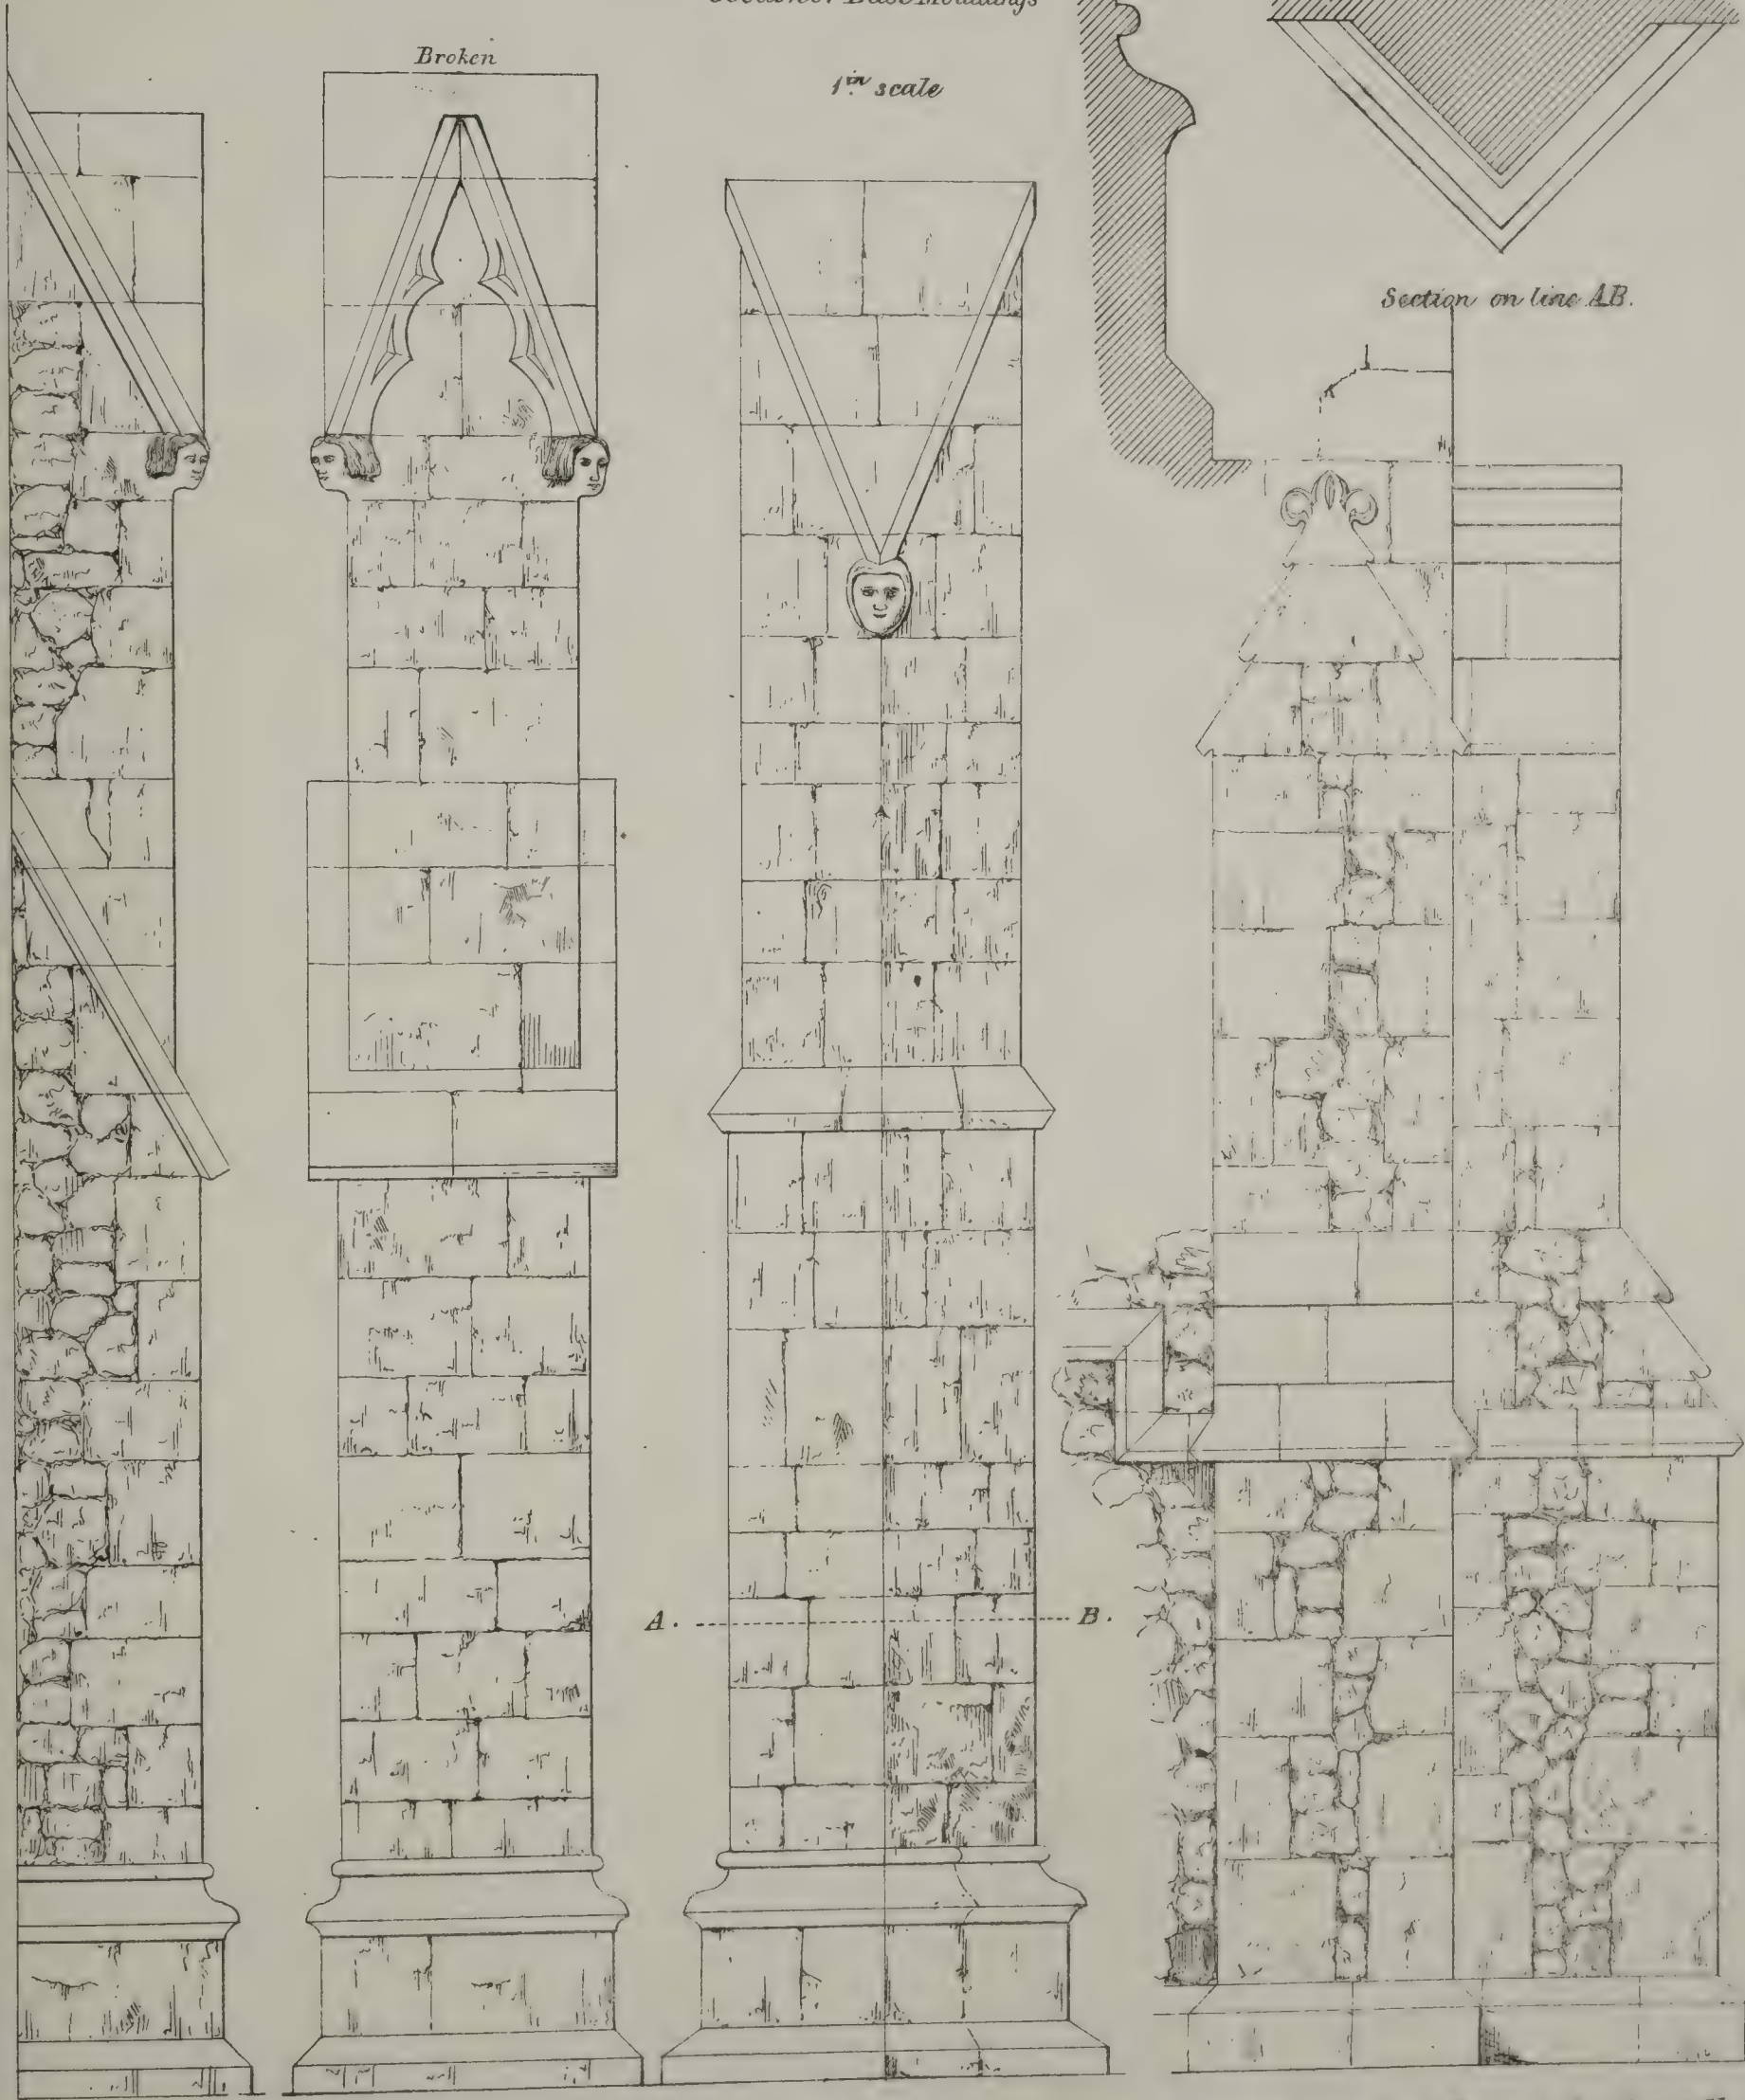 Broken
1in. scale
Section on line AB.
A.
B.